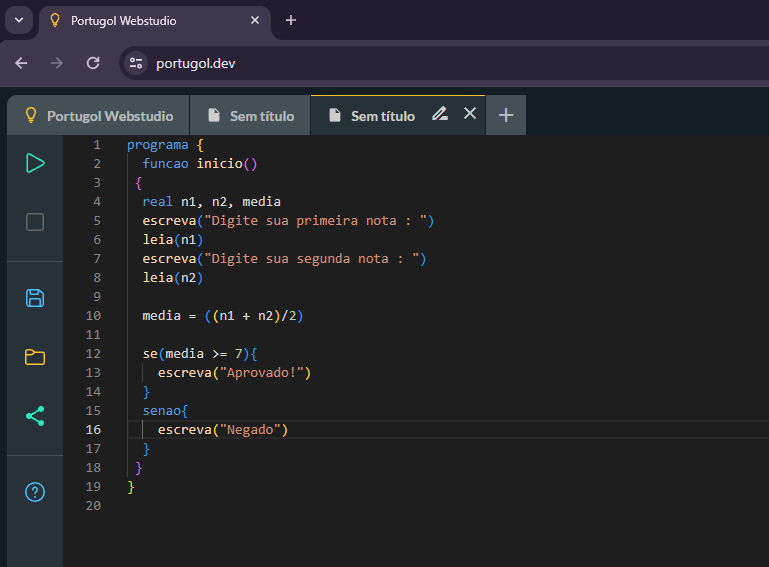 Portugol Webstudio
portugol.dev
Portugol Webstudio Sem título Sem título
1 programa {
2 funcao inicio()
3 {
4 real n1, n2, media
5 escreva("Digite sua primeira nota : ")
6 leia(n1)
7 escreva("Digite sua segunda nota : ")
8 leia(n2)
9
10 media = ((n1 + n2)/2)
11
12 se(media >= 7){
13 escreva("Aprovado!")
14 }
15 senao{
16 escreva("Negado")
17 }
18 }
19 }
20